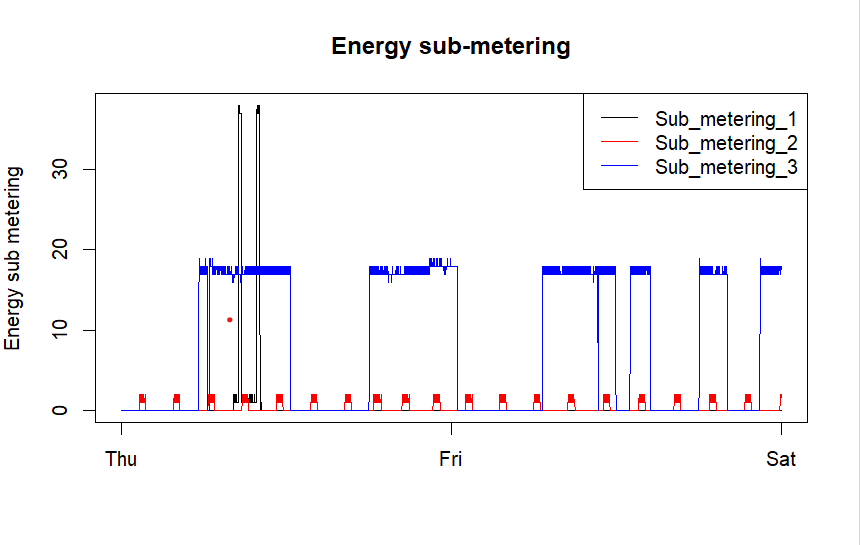 Energy sub-metering
Sub_metering_1
Sub_metering_2
Sub_metering_3
Energy sub metering
30
20
10
0
Thu Fri Sat